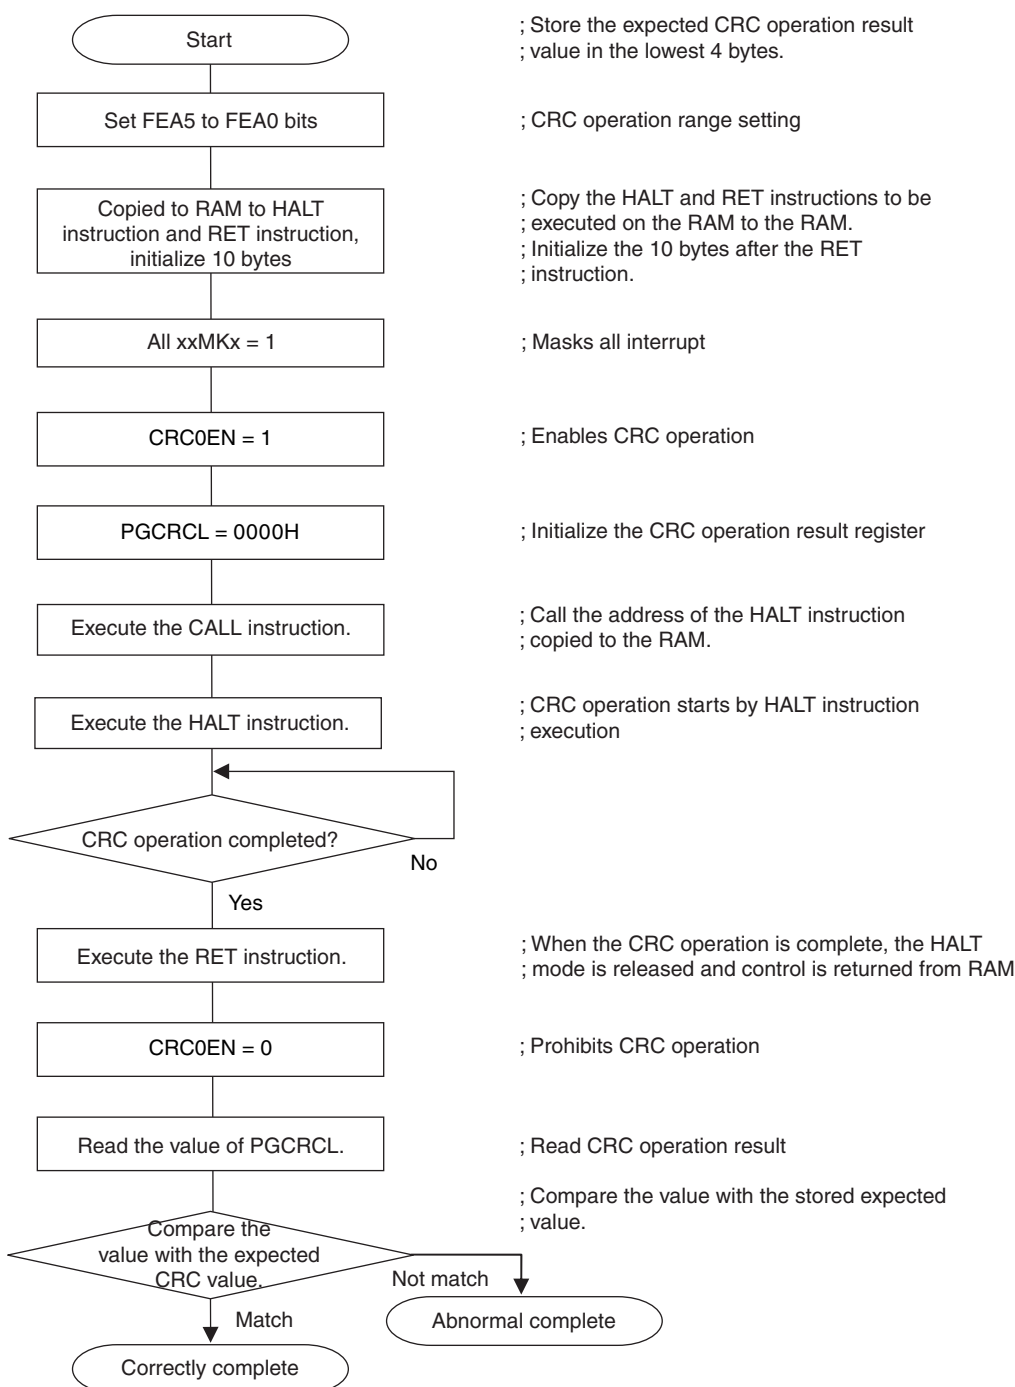 Start
; Store the expected CRC operation result
; value in the lowest 4 bytes.
Set FEA5 to FEA0 bits
; CRC operation range setting
Copied to RAM to HALT
instruction and RET instruction,
initialize 10 bytes
; Copy the HALT and RET instructions to be
; executed on the RAM to the RAM.
; Initialize the 10 bytes after the RET
; instruction.
All xxMKx = 1
; Masks all interrupt
CRC0EN = 1
; Enables CRC operation
PGCRCL = 0000H
; Initialize the CRC operation result register
Execute the CALL instruction.
; Call the address of the HALT instruction
; copied to the RAM.
Execute the HALT instruction.
; CRC operation starts by HALT instruction
; execution
CRC operation completed?
No
Yes
Execute the RET instruction.
; When the CRC operation is complete, the HALT
; mode is released and control is returned from RAM
CRC0EN = 0
; Prohibits CRC operation
Read the value of PGCRCL.
; Read CRC operation result
; Compare the value with the stored expected
; value.
Compare the
value with the expected
CRC value.
Not match
Match
Abnormal complete
Correctly complete